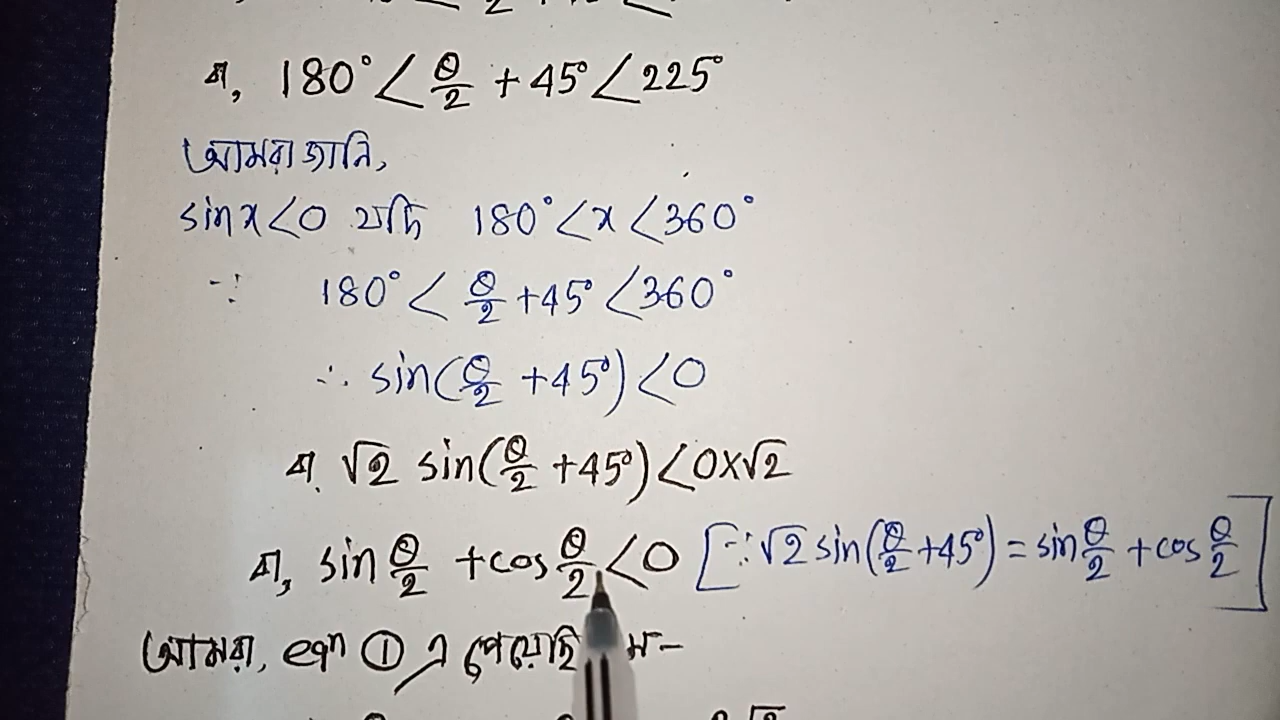 বা, 180° < θ/2 + 45° < 225°
আমরা জানি,
sin x < 0 যদি 180° < x < 360°
∵ 180° < θ/2 + 45° < 360°
∴ sin(θ/2 + 45°) < 0
বা, √2 sin(θ/2 + 45°) < 0×√2
বা, sin θ/2 + cos θ/2 < 0 [∵ √2 sin(θ/2 + 45°) = sin θ/2 + cos θ/2]
আমরা, eqn ① এ পেয়েছি